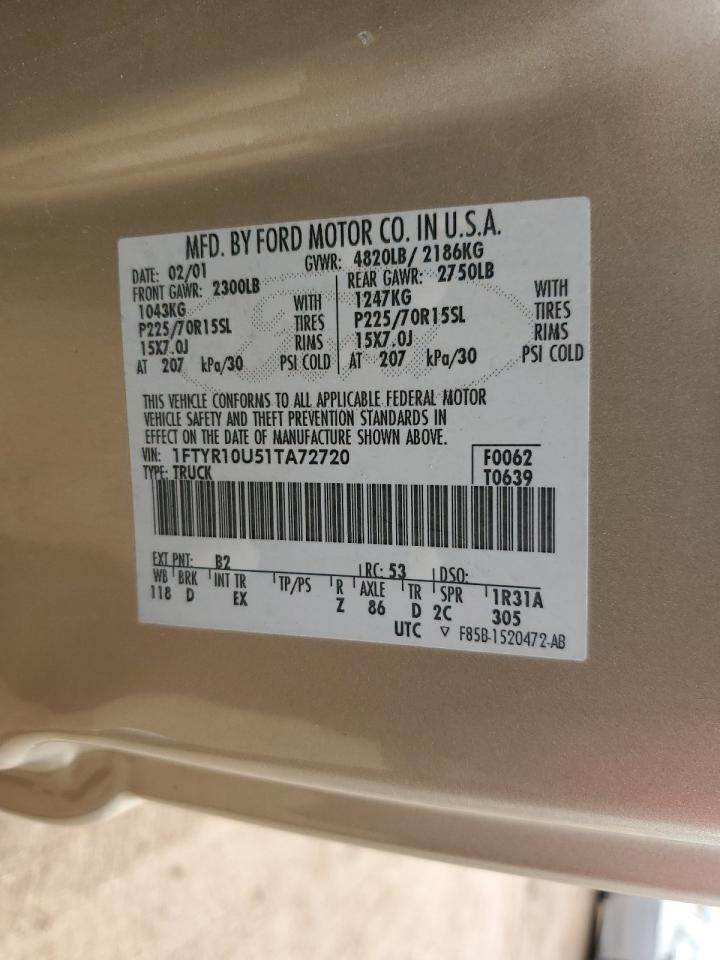 MFD. BY FORD MOTOR CO. IN U.S.A.
DATE: 02/01 GVWR: 4820LB/ 2186KG
FRONT GAWR: 2300LB REAR GAWR: 2750LB
1043KG WITH 1247KG WITH
P225/70R15SL TIRES P225/70R15SL TIRES
15X7.0J RIMS 15X7.0J RIMS
AT 207 kPa/30 PSI COLD AT 207 kPa/30 PSI COLD
THIS VEHICLE CONFORMS TO ALL APPLICABLE FEDERAL MOTOR
VEHICLE SAFETY AND THEFT PREVENTION STANDARDS IN
EFFECT ON THE DATE OF MANUFACTURE SHOWN ABOVE.
VIN: 1FTYR10U51TA72720 F0062
TYPE: TRUCK T0639
EXT PNT: B2 RC: 53 DSO:
WB BRK INT TR TP/PS R AXLE TR SPR 1R31A
118 D EX Z 86 D 2C 305
UTC ▽ F85B-1520472-AB